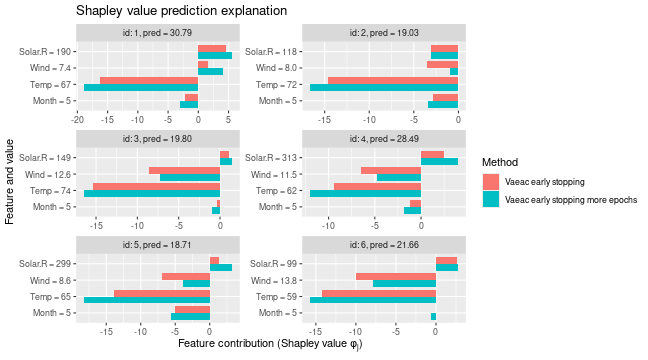 Shapley value prediction explanation
id: 1, pred = 30.79
Solar.R = 190
Wind = 7.4
Temp = 67
Month = 5
-20 -15 -10 -5 0 5
id: 2, pred = 19.03
Solar.R = 118
Wind = 8.0
Temp = 72
Month = 5
-15 -10 -5 0
id: 3, pred = 19.80
Solar.R = 149
Wind = 12.6
Temp = 74
Month = 5
-15 -10 -5 0
id: 4, pred = 28.49
Solar.R = 313
Wind = 11.5
Temp = 62
Month = 5
-10 -5 0
id: 5, pred = 18.71
Solar.R = 299
Wind = 8.6
Temp = 65
Month = 5
-15 -10 -5 0
id: 6, pred = 21.66
Solar.R = 99
Wind = 13.8
Temp = 59
Month = 5
-15 -10 -5 0
Feature and value
Feature contribution (Shapley value φj)
Method
Vaeac early stopping
Vaeac early stopping more epochs